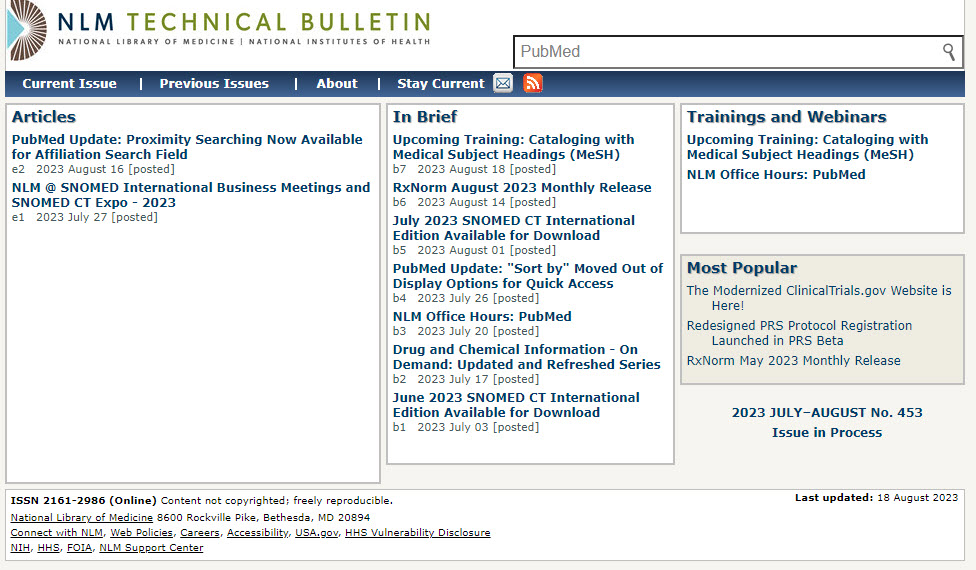 NLM TECHNICAL BULLETIN
NATIONAL LIBRARY OF MEDICINE | NATIONAL INSTITUTES OF HEALTH
PubMed
Current Issue | Previous Issues | About | Stay Current
Articles
PubMed Update: Proximity Searching Now Available
for Affiliation Search Field
e2 2023 August 16 [posted]
NLM @ SNOMED International Business Meetings and
SNOMED CT Expo - 2023
e1 2023 July 27 [posted]
In Brief
Upcoming Training: Cataloging with
Medical Subject Headings (MeSH)
b7 2023 August 18 [posted]
RxNorm August 2023 Monthly Release
b6 2023 August 14 [posted]
July 2023 SNOMED CT International
Edition Available for Download
b5 2023 August 01 [posted]
PubMed Update: "Sort by" Moved Out of
Display Options for Quick Access
b4 2023 July 26 [posted]
NLM Office Hours: PubMed
b3 2023 July 20 [posted]
Drug and Chemical Information - On
Demand: Updated and Refreshed Series
b2 2023 July 17 [posted]
June 2023 SNOMED CT International
Edition Available for Download
b1 2023 July 03 [posted]
Trainings and Webinars
Upcoming Training: Cataloging with
Medical Subject Headings (MeSH)
NLM Office Hours: PubMed
Most Popular
The Modernized ClinicalTrials.gov Website is
Here!
Redesigned PRS Protocol Registration
Launched in PRS Beta
RxNorm May 2023 Monthly Release
2023 JULY–AUGUST No. 453
Issue in Process
ISSN 2161-2986 (Online) Content not copyrighted; freely reproducible.
Last updated: 18 August 2023
National Library of Medicine 8600 Rockville Pike, Bethesda, MD 20894
Connect with NLM, Web Policies, Careers, Accessibility, USA.gov, HHS Vulnerability Disclosure
NIH, HHS, FOIA, NLM Support Center